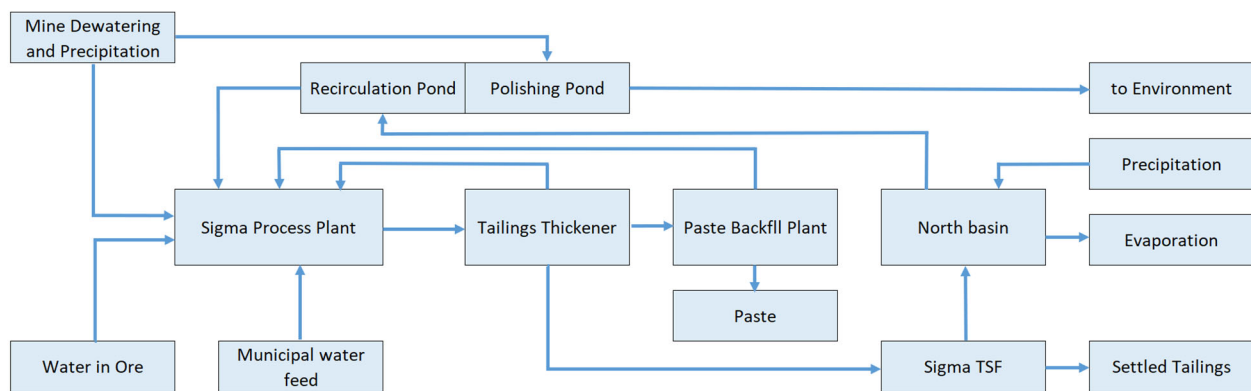 Mine Dewatering
and Precipitation
Recirculation Pond
Polishing Pond
to Environment
Precipitation
Sigma Process Plant
Tailings Thickener
Paste Backfll Plant
North basin
Evaporation
Paste
Water in Ore
Municipal water
feed
Sigma TSF
Settled Tailings